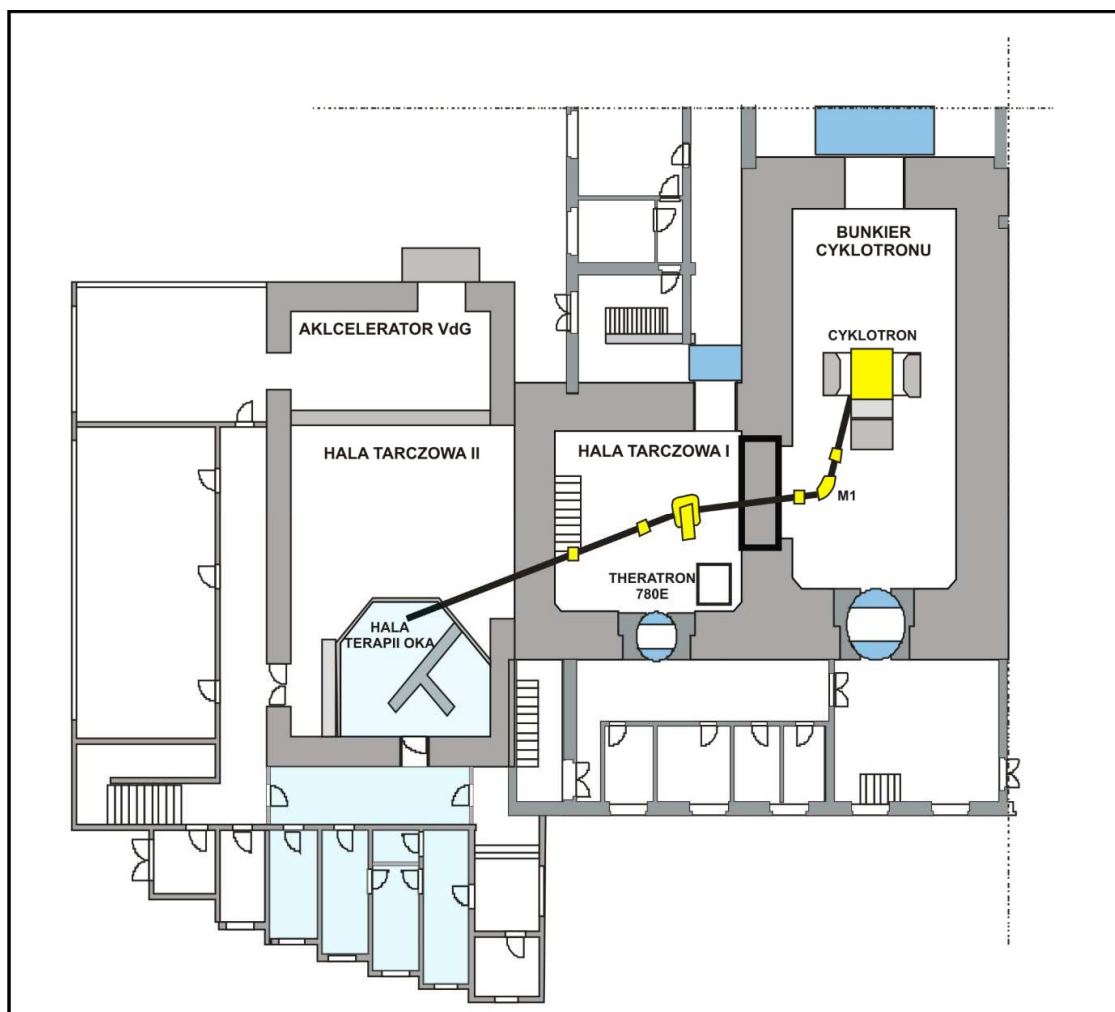 BUNKIER
CYKLOTRONU
CYKLOTRON
AKLCELERATOR VdG
HALA TARCZOWA II
HALA TARCZOWA I
M1
THERATRON
780E
HALA
TERAPII OKA